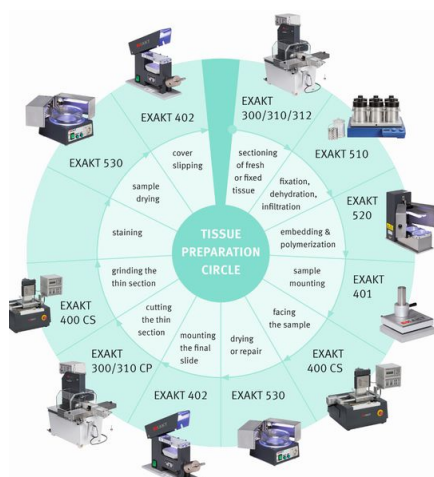 EXAKT
300/310/312
EXAKT 510
EXAKT
520
EXAKT
401
EXAKT
400 CS
EXAKT 530
EXAKT 402
EXAKT
300/310 CP
EXAKT
400 CS
EXAKT 530
EXAKT 402
sectioning
of fresh
or fixed
tissue
fixation,
dehydration,
infiltration
embedding &
polymerization
sample
mounting
facing
the sample
drying
or repair
mounting
the final
slide
cutting
the thin
section
grinding the
thin section
staining
sample
drying
cover
slipping
TISSUE
PREPARATION
CIRCLE